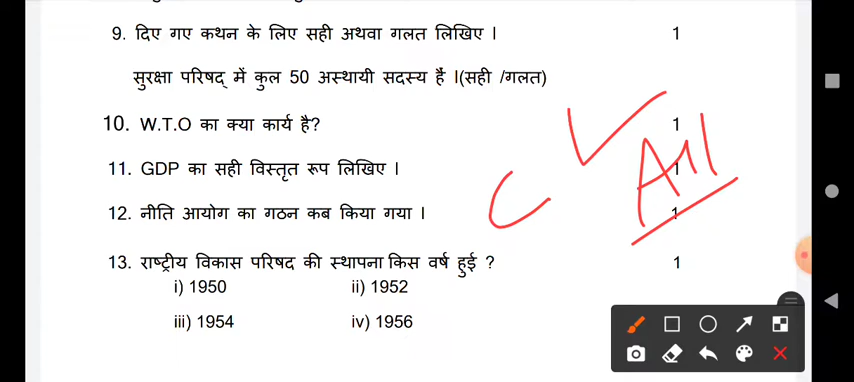 9. दिए गए कथन के लिए सही अथवा गलत लिखिए । 1
सुरक्षा परिषद् में कुल 50 अस्थायी सदस्य हैं ।(सही /गलत)
10. W.T.O का क्या कार्य है? 1
11. GDP का सही विस्तृत रूप लिखिए । 1
All
12. नीति आयोग का गठन कब किया गया । 1
13. राष्ट्रीय विकास परिषद की स्थापना किस वर्ष हुई ? 1
i) 1950 ii) 1952
iii) 1954 iv) 1956